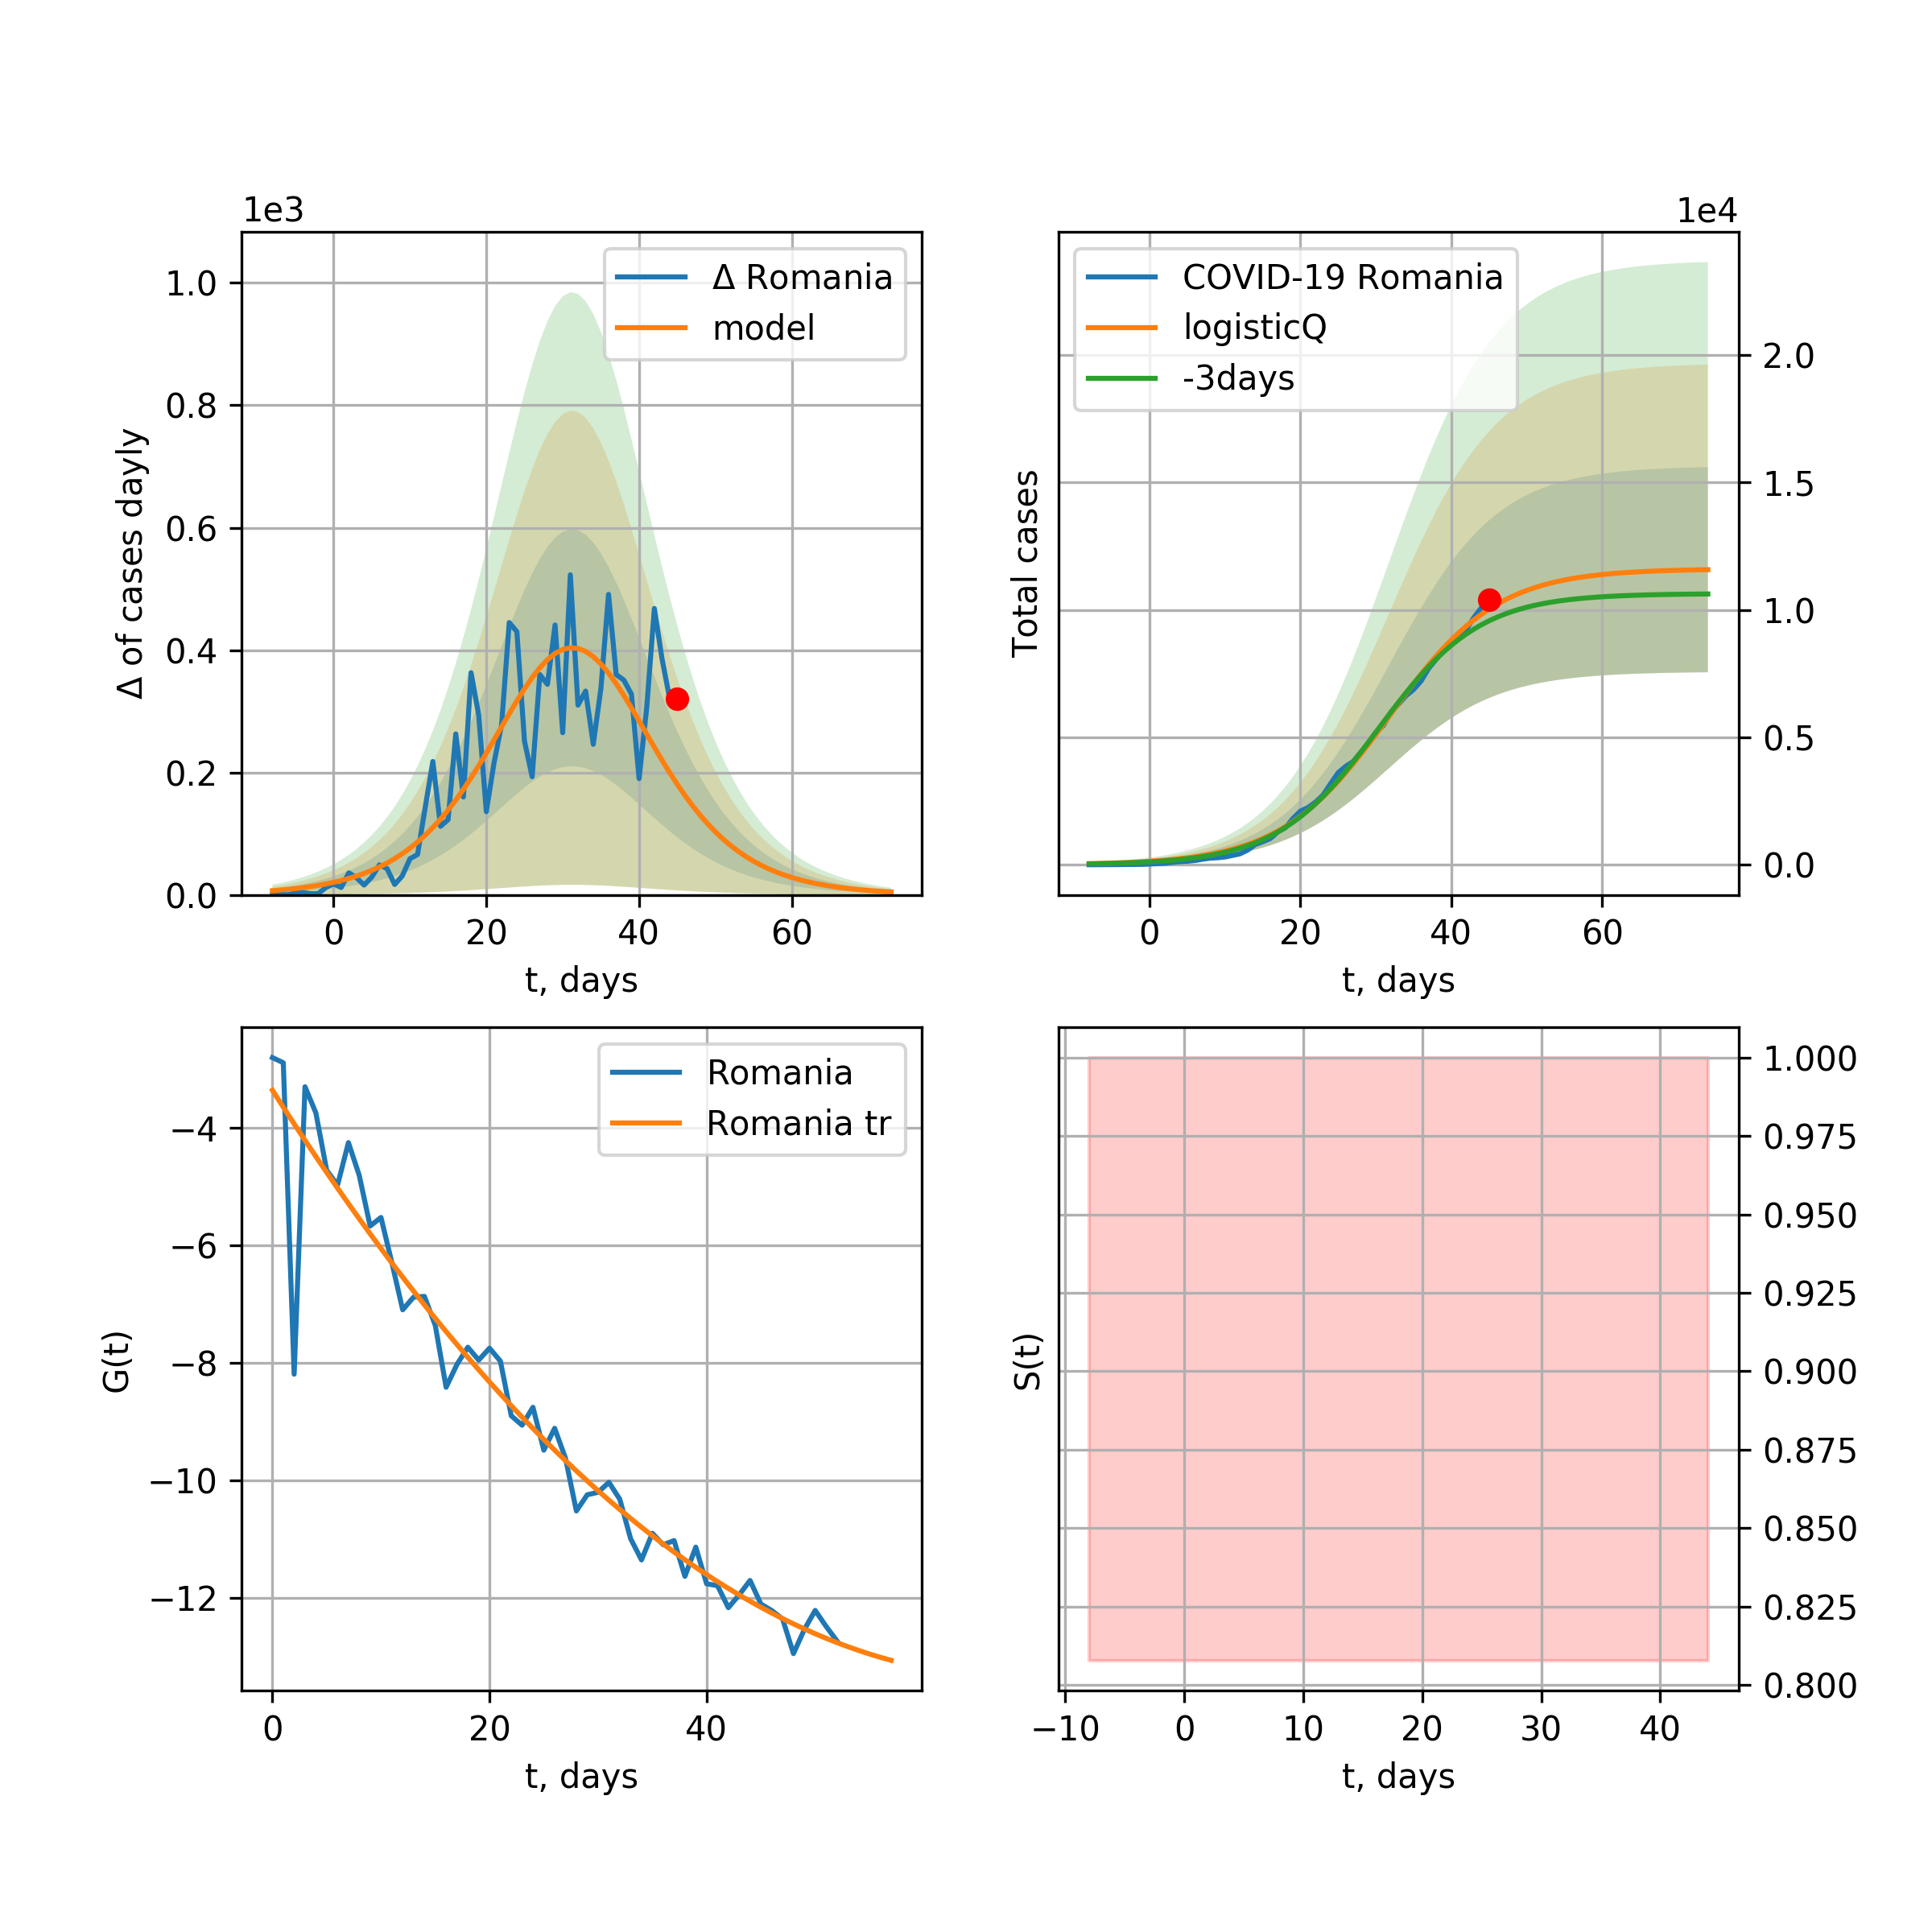 1e3
1.0
0.8
0.6
0.4
0.2
0.0
Δ of cases dayly
Δ Romania
model
0
20
40
60
t, days
1e4
COVID-19 Romania
logisticQ
-3days
Total cases
2.0
1.5
1.0
0.5
0.0
0
20
40
60
t, days
Romania
Romania tr
−4
−6
−8
−10
−12
G(t)
0
20
40
t, days
S(t)
1.000
0.975
0.950
0.925
0.900
0.875
0.850
0.825
0.800
−10
0
10
20
30
40
t, days